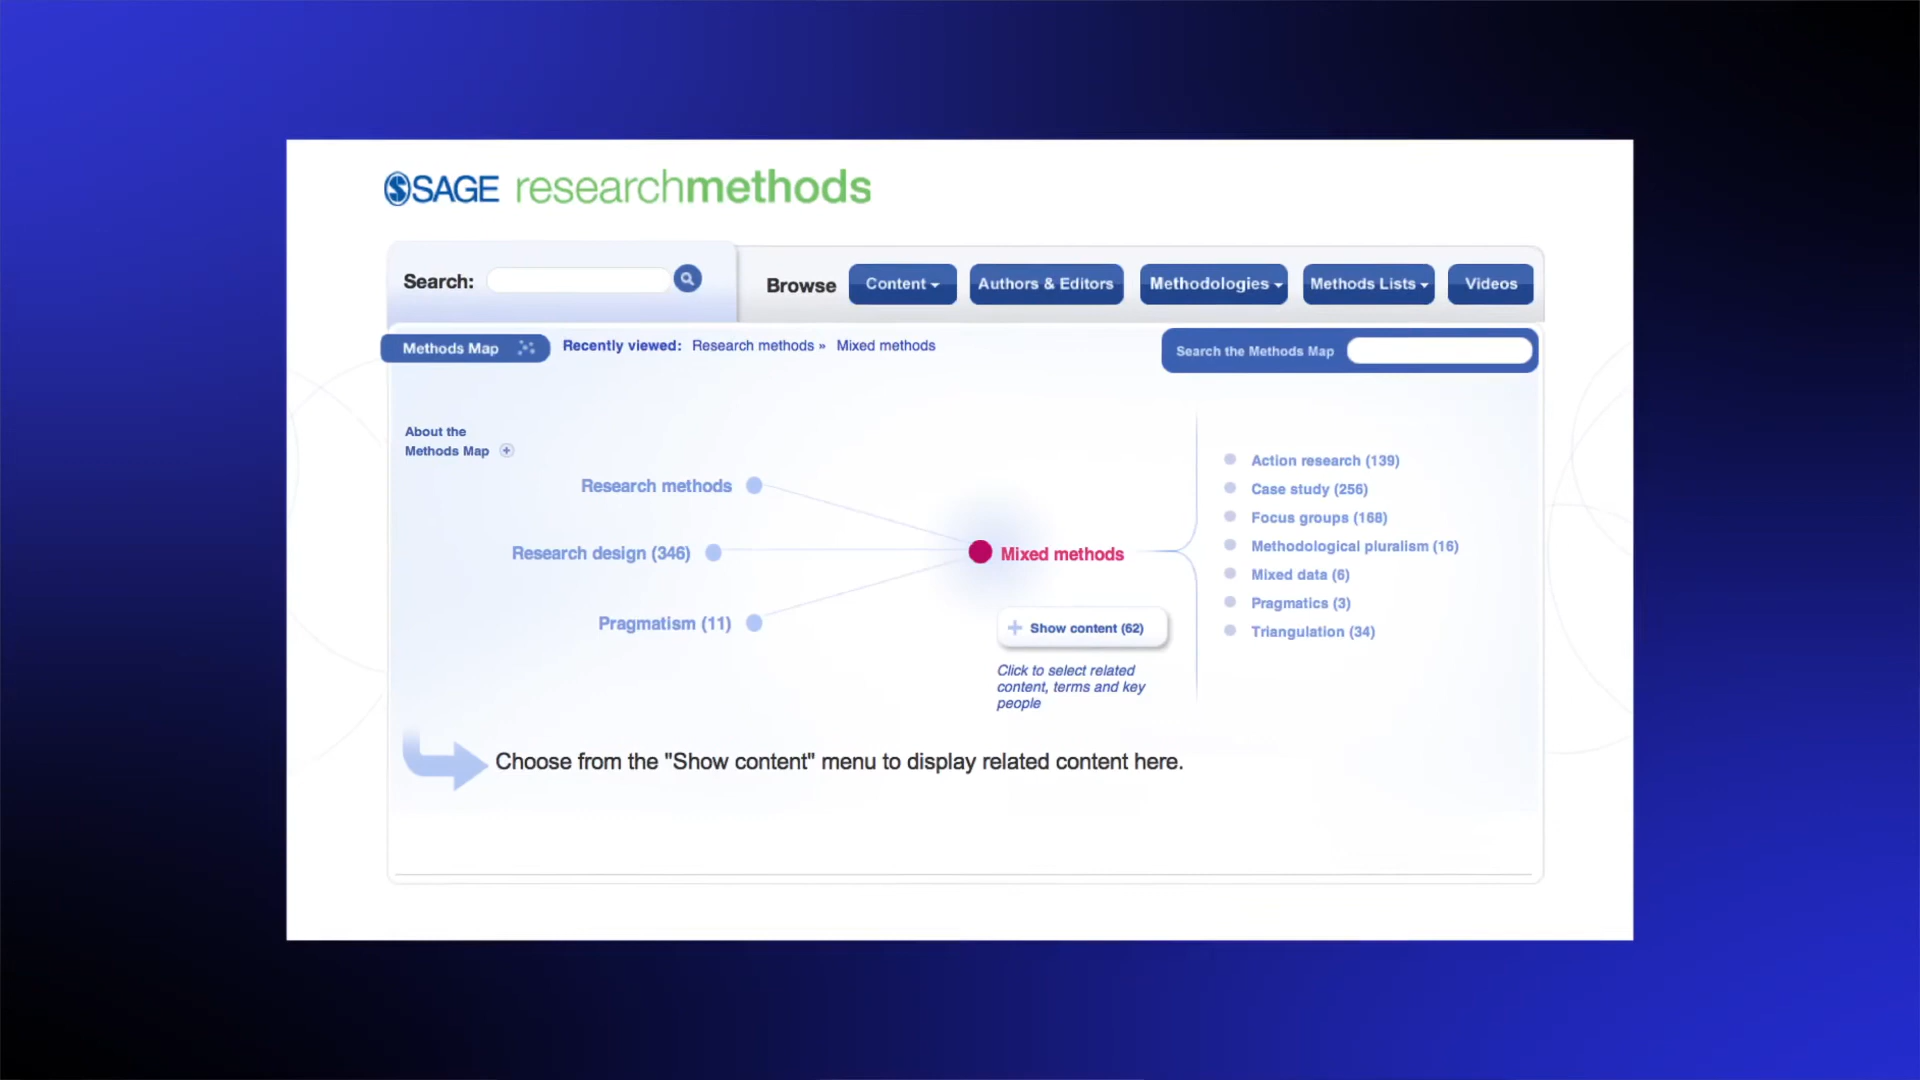 SAGE researchmethods
Search:
Browse
Content
Authors & Editors
Methodologies
Methods Lists
Videos
Methods Map
Recently viewed: Research methods » Mixed methods
Search the Methods Map
About the
Methods Map
Research methods
Research design (346)
Pragmatism (11)
Mixed methods
Show content (62)
Click to select related
content, terms and key
people
Action research (139)
Case study (256)
Focus groups (168)
Methodological pluralism (16)
Mixed data (6)
Pragmatics (3)
Triangulation (34)
Choose from the "Show content" menu to display related content here.